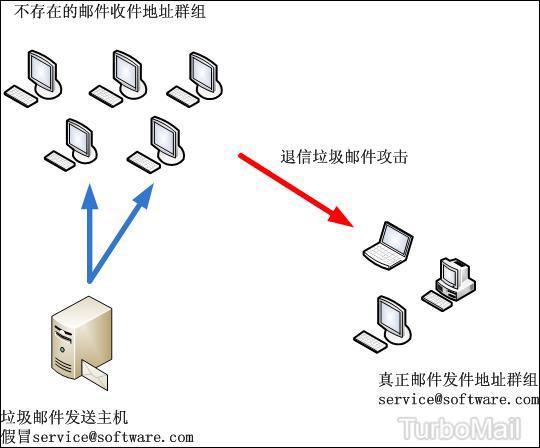 不存在的邮件收件地址群组
退信垃圾邮件攻击
真正邮件发件地址群组
service@software.com
垃圾邮件发送主机
假冒service@software.com
TurboMail